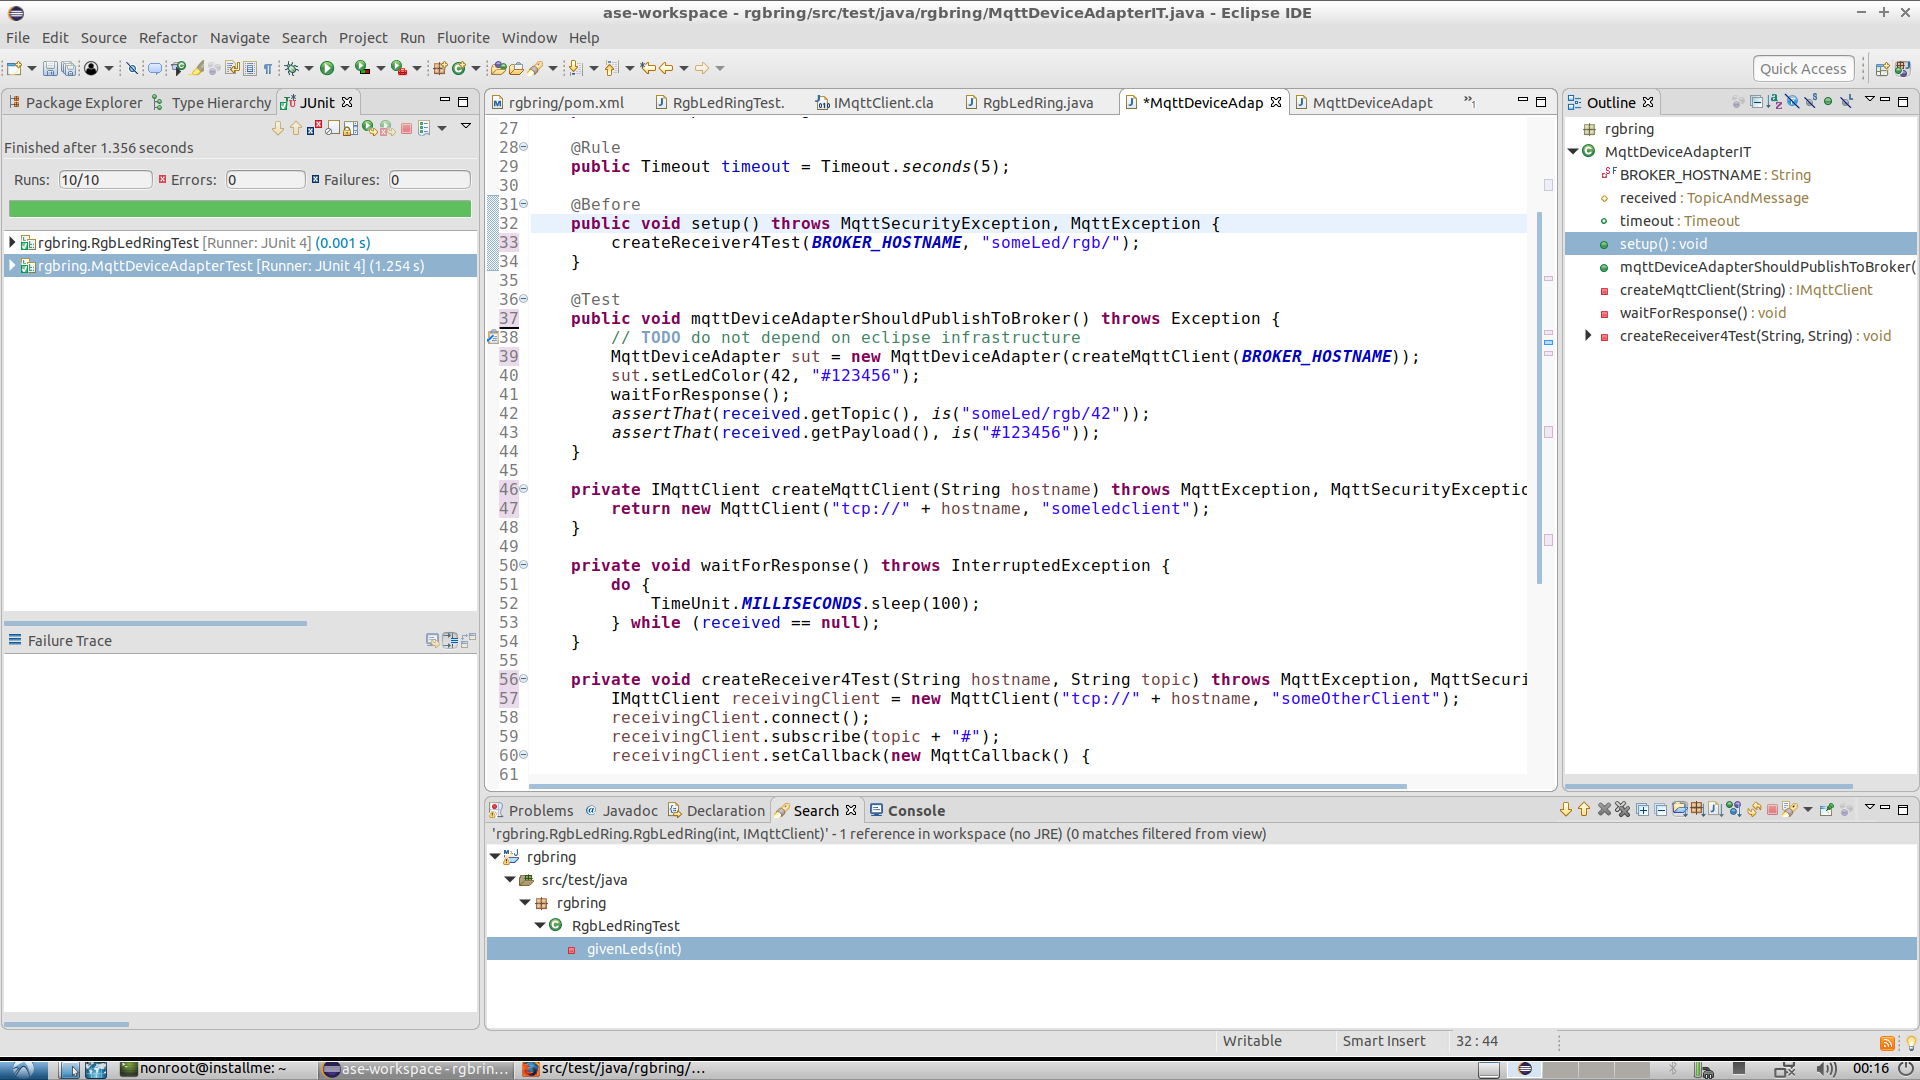 ase-workspace - rgbring/src/test/java/rgbring/MqttDeviceAdapterIT.java - Eclipse IDE
File Edit Source Refactor Navigate Search Project Run Fluorite Window Help
Quick Access
Package Explorer Type Hierarchy JUnit
Finished after 1.356 seconds
Runs: 10/10 Errors: 0 Failures: 0
rgbring.RgbLedRingTest [Runner: JUnit 4] (0.001 s)
rgbring.MqttDeviceAdapterTest [Runner: JUnit 4] (1.254 s)
Failure Trace
rgbring/pom.xml RgbLedRingTest. IMqttClient.cla RgbLedRing.java *MqttDeviceAdap MqttDeviceAdapt »1
27
28 @Rule
29 public Timeout timeout = Timeout.seconds(5);
30
31 @Before
32 public void setup() throws MqttSecurityException, MqttException {
33 createReceiver4Test(BROKER_HOSTNAME, "someLed/rgb/");
34 }
35
36 @Test
37 public void mqttDeviceAdapterShouldPublishToBroker() throws Exception {
38 // TODO do not depend on eclipse infrastructure
39 MqttDeviceAdapter sut = new MqttDeviceAdapter(createMqttClient(BROKER_HOSTNAME));
40 sut.setLedColor(42, "#123456");
41 waitForResponse();
42 assertThat(received.getTopic(), is("someLed/rgb/42"));
43 assertThat(received.getPayload(), is("#123456"));
44 }
45
46 private IMqttClient createMqttClient(String hostname) throws MqttException, MqttSecurityExceptio
47 return new MqttClient("tcp://" + hostname, "someledclient");
48 }
49
50 private void waitForResponse() throws InterruptedException {
51 do {
52 TimeUnit.MILLISECONDS.sleep(100);
53 } while (received == null);
54 }
55
56 private void createReceiver4Test(String hostname, String topic) throws MqttException, MqttSecuri
57 IMqttClient receivingClient = new MqttClient("tcp://" + hostname, "someOtherClient");
58 receivingClient.connect();
59 receivingClient.subscribe(topic + "#");
60 receivingClient.setCallback(new MqttCallback() {
61
Outline
rgbring
MqttDeviceAdapterIT
BROKER_HOSTNAME : String
received : TopicAndMessage
timeout : Timeout
setup() : void
mqttDeviceAdapterShouldPublishToBroker(
createMqttClient(String) : IMqttClient
waitForResponse() : void
createReceiver4Test(String, String) : void
Problems Javadoc Declaration Search Console
'rgbring.RgbLedRing.RgbLedRing(int, IMqttClient)' - 1 reference in workspace (no JRE) (0 matches filtered from view)
rgbring
src/test/java
rgbring
RgbLedRingTest
givenLeds(int)
Writable Smart Insert 32 : 44
nonroot@installme: ~ ase-workspace - rgbrin... src/test/java/rgbring/... 00:16